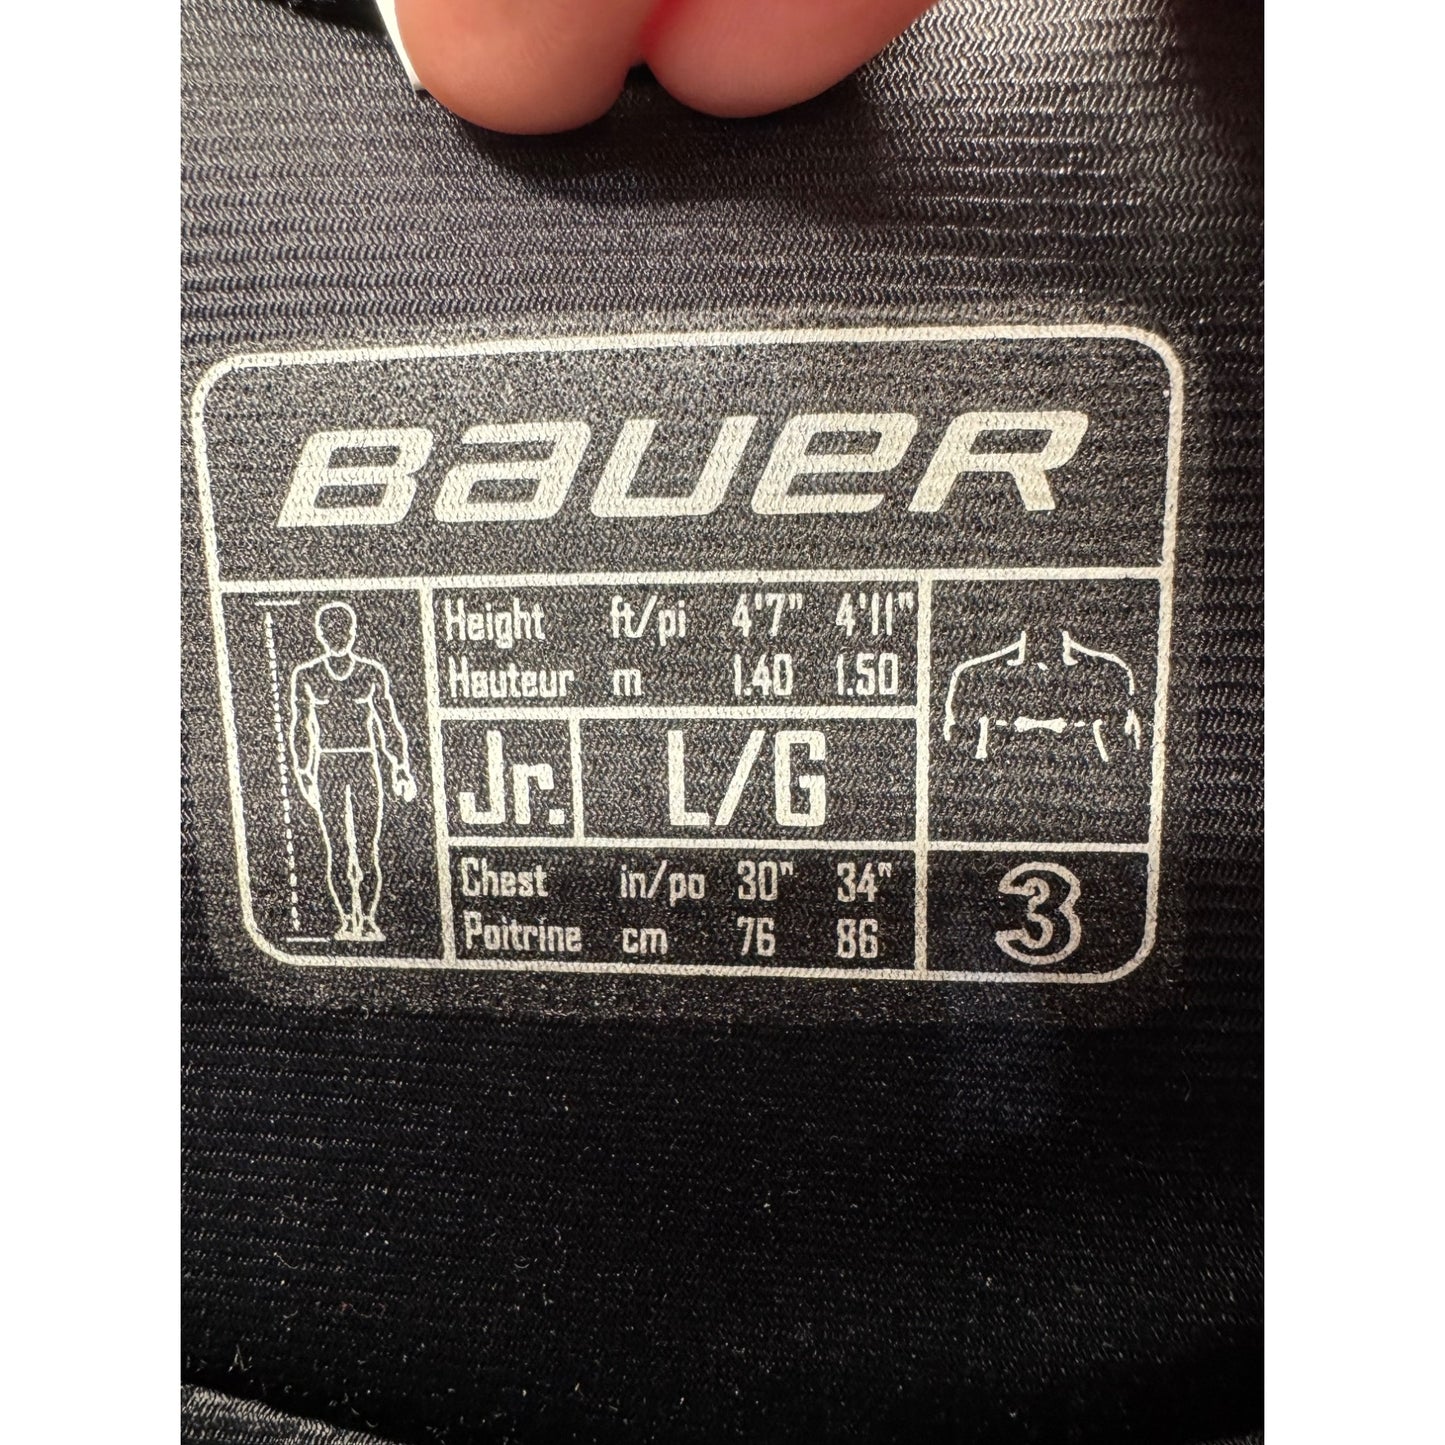 BAUER
Height ft/pi 4'7" 4'11"
Hauteur m 1.40 1.50
Jr. L/G
Chest in/po 30" 34"
Poitrine cm 76 86
3